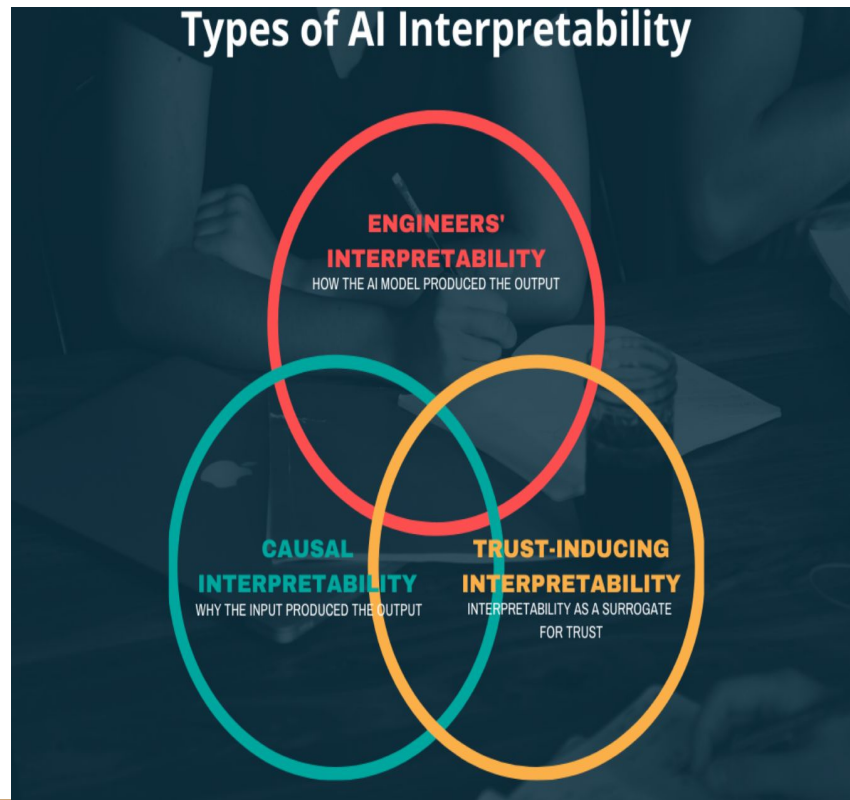 Types of AI Interpretability
ENGINEERS'
INTERPRETABILITY
HOW THE AI MODEL PRODUCED THE OUTPUT
CAUSAL
INTERPRETABILITY
WHY THE INPUT PRODUCED THE OUTPUT
TRUST-INDUCING
INTERPRETABILITY
INTERPRETABILITY AS A SURROGATE
FOR TRUST